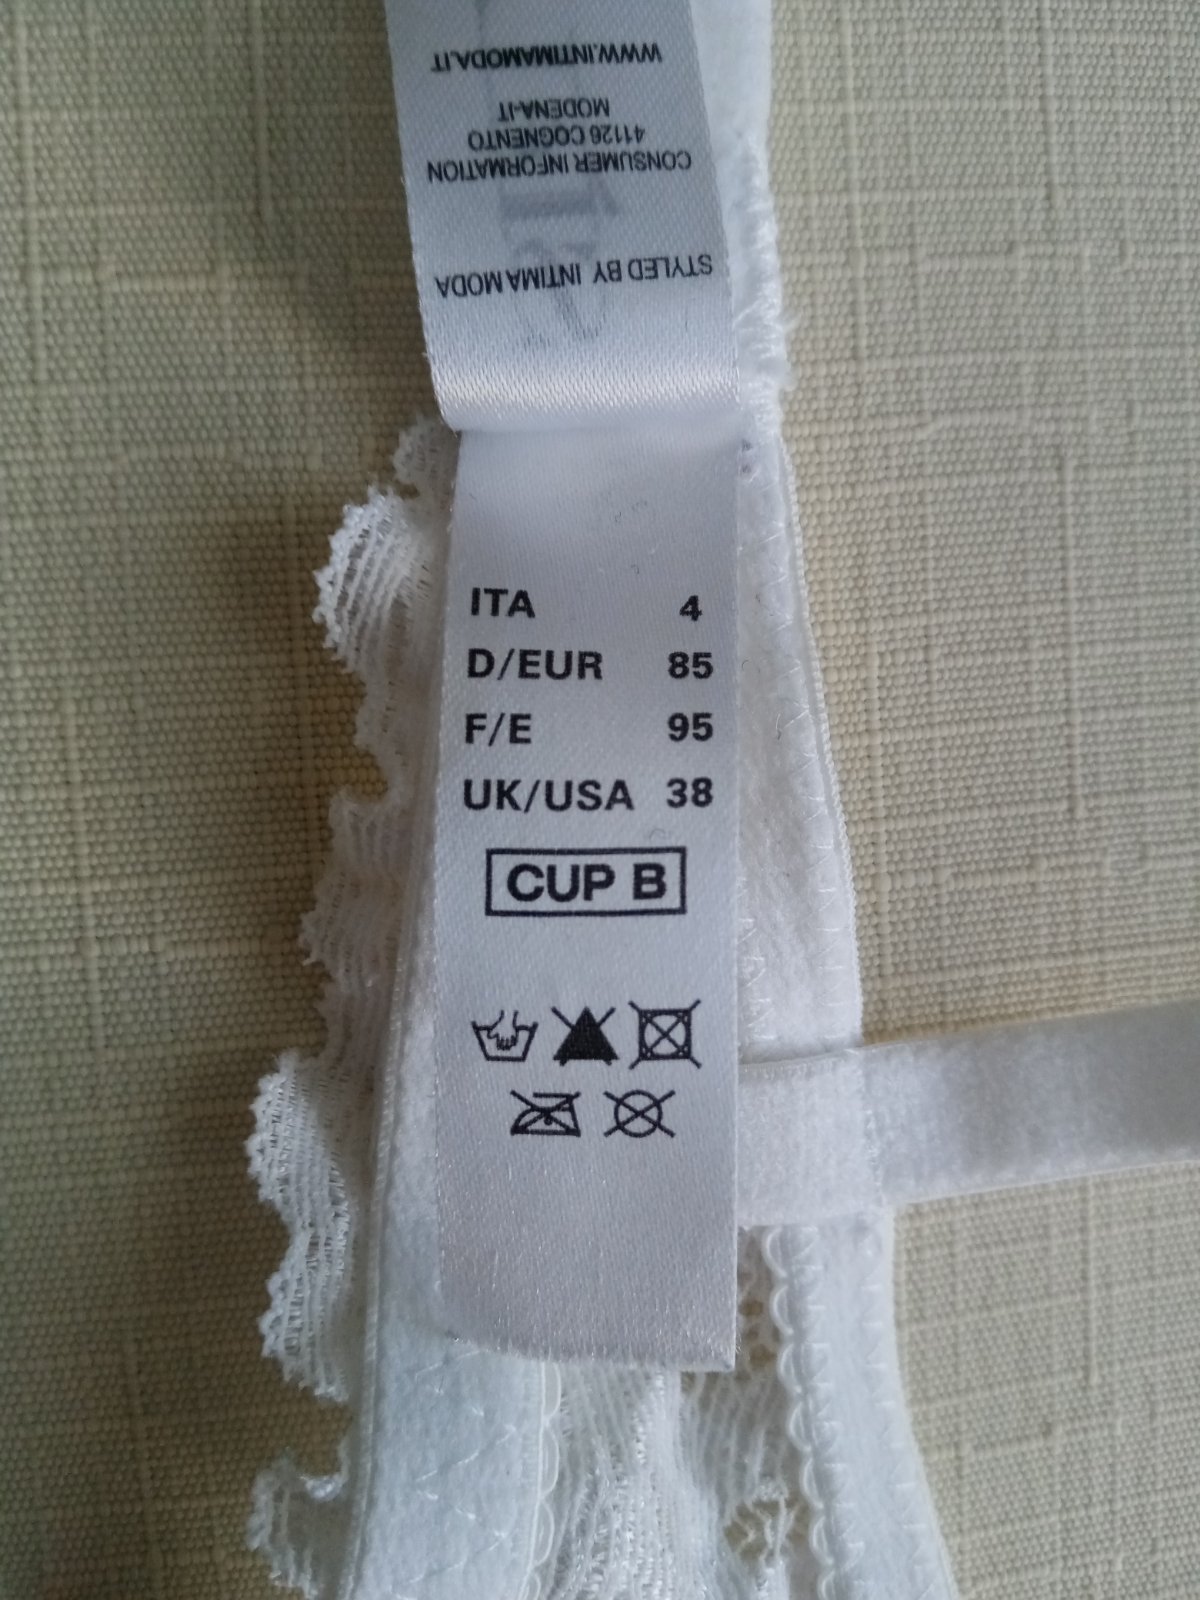 WWW.INTIMAMODA.IT
MODENA-IT
41126 COGNENTO
CONSUMER INFORMATION
STYLED BY INTIMA MODA
ITA 4
D/EUR 85
F/E 95
UK/USA 38
CUP B